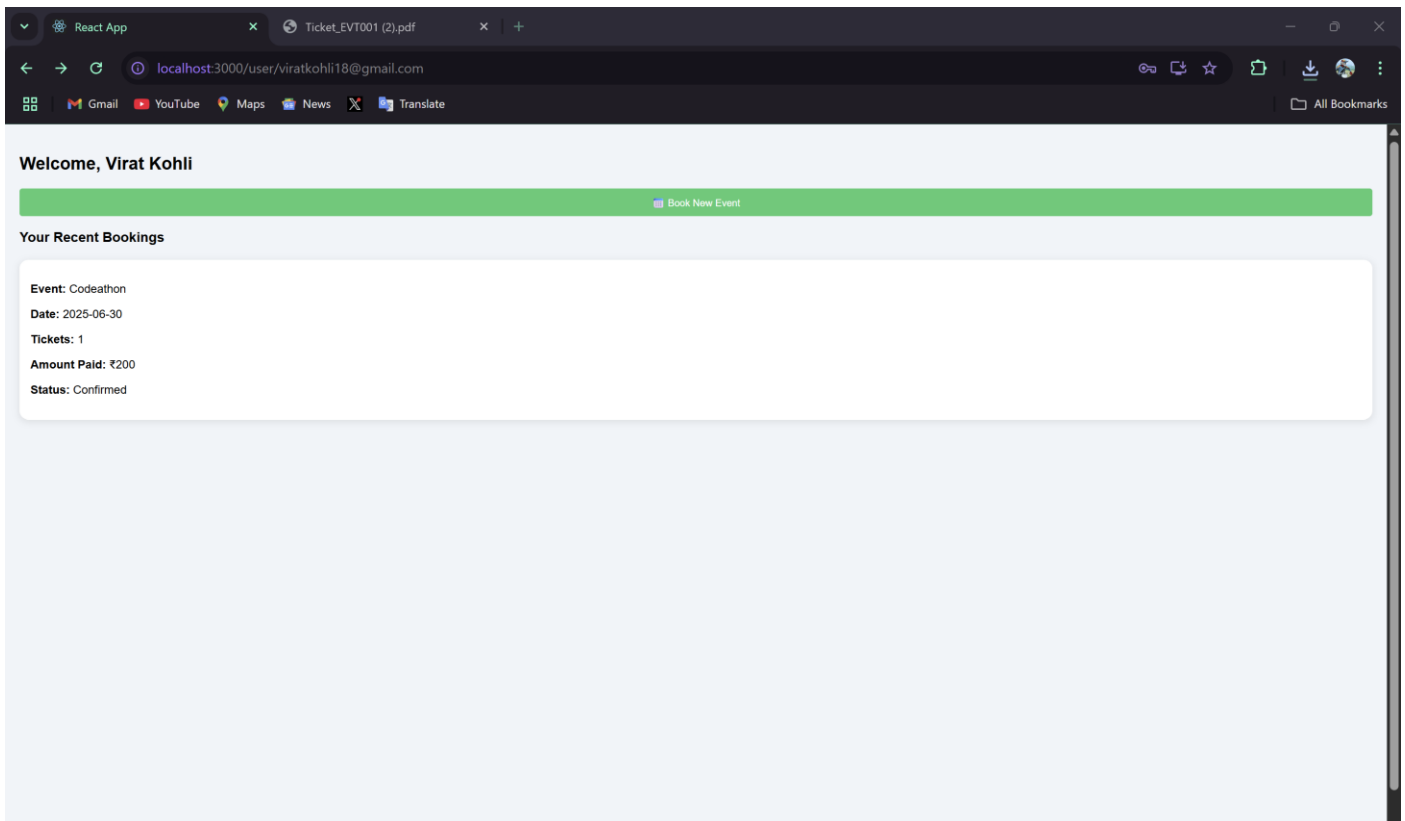 React App
Ticket_EVT001 (2).pdf
localhost:3000/user/viratkohli18@gmail.com
Gmail YouTube Maps News Translate All Bookmarks
Welcome, Virat Kohli
Book New Event
Your Recent Bookings
Event: Codeathon
Date: 2025-06-30
Tickets: 1
Amount Paid: ₹200
Status: Confirmed